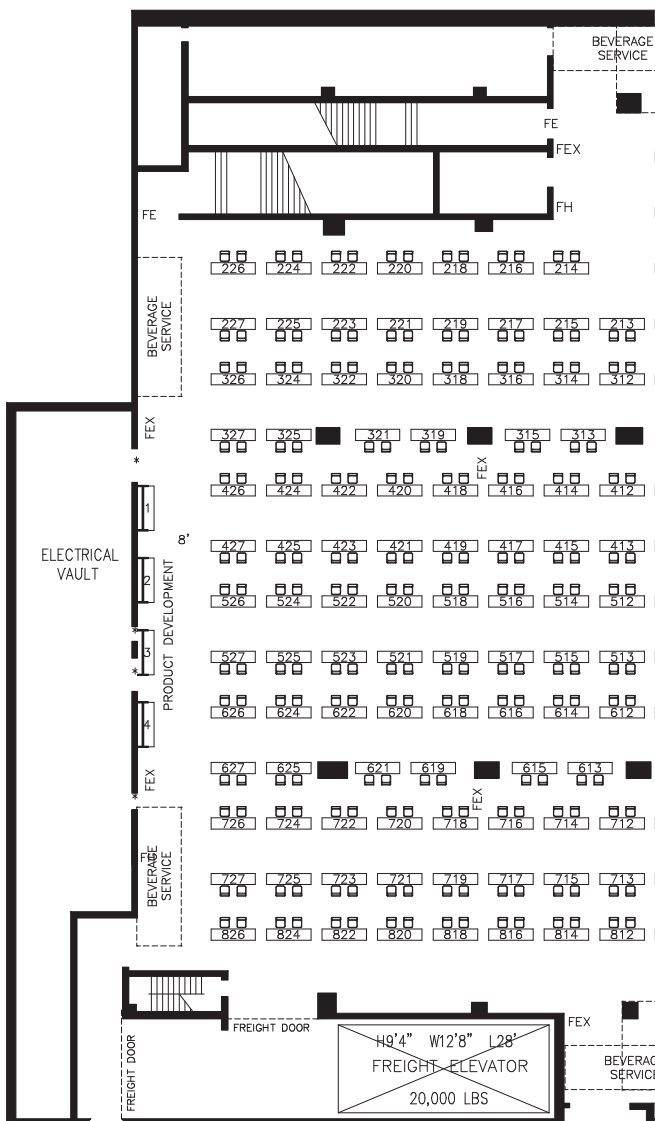 BEVERAGE
SERVICE
FE
FEX
FH
FE
226 224 222 220 218 216 214
BEVERAGE
SERVICE
227 225 223 221 219 217 215 213
326 324 322 320 318 316 314 312
FEX
327 325 321 319 315 313
*
FEX
426 424 422 420 418 416 414 412
1
8'
427 425 423 421 419 417 415 413
ELECTRICAL
VAULT
2
PRODUCT DEVELOPMENT
526 524 522 520 518 516 514 512
*
3
527 525 523 521 519 517 515 513
*
626 624 622 620 618 616 614 612
4
627 625 621 619 615 613
FEX
*
FEX
726 724 722 720 718 716 714 712
BEVERAGE
SERVICE
727 725 723 721 719 717 715 713
826 824 822 820 818 816 814 812
FREIGHT DOOR
FREIGHT DOOR
H9'4" W12'8" L28'
FREIGHT ELEVATOR
20,000 LBS
FEX
BEVERAG
SERVICE